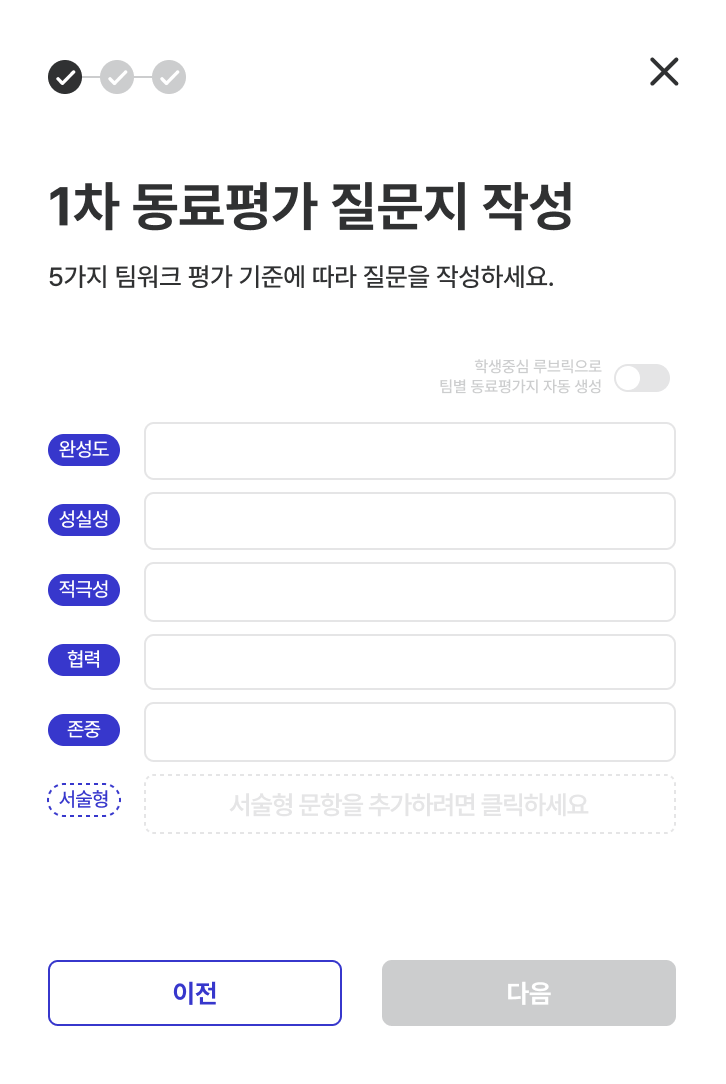 1차 동료평가 질문지 작성
5가지 팀워크 평가 기준에 따라 질문을 작성하세요.
학생중심 루브릭으로
팀별 동료평가지 자동 생성
완성도
성실성
적극성
협력
존중
서술형
서술형 문항을 추가하려면 클릭하세요
이전
다음